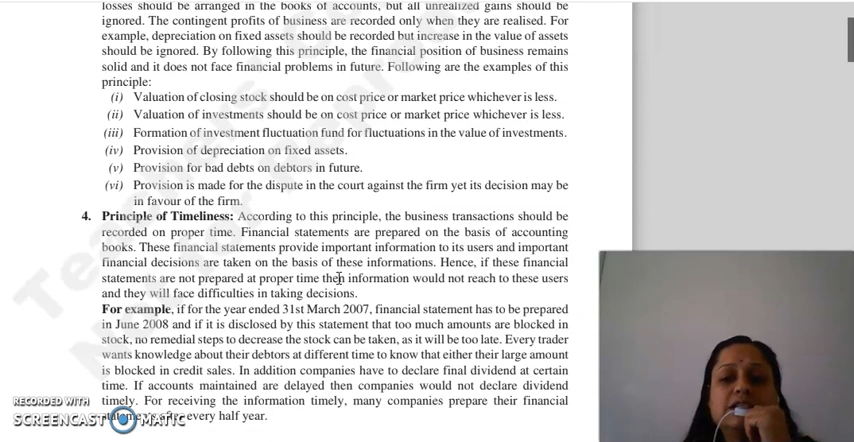 losses should be arranged in the books of accounts, but all unrealized gains should be
ignored. The contingent profits of business are recorded only when they are realised. For
example, depreciation on fixed assets should be recorded but increase in the value of assets
should be ignored. By following this principle, the financial position of business remains
solid and it does not face financial problems in future. Following are the examples of this
principle:
(i) Valuation of closing stock should be on cost price or market price whichever is less.
(ii) Valuation of investments should be on cost price or market price whichever is less.
(iii) Formation of investment fluctuation fund for fluctuations in the value of investments.
(iv) Provision of depreciation on fixed assets.
(v) Provision for bad debts on debtors in future.
(vi) Provision is made for the dispute in the court against the firm yet its decision may be
in favour of the firm.
4. Principle of Timeliness: According to this principle, the business transactions should be
recorded on proper time. Financial statements are prepared on the basis of accounting
books. These financial statements provide important information to its users and important
financial decisions are taken on the basis of these informations. Hence, if these financial
statements are not prepared at proper time then information would not reach to these users
and they will face difficulties in taking decisions.
For example, if for the year ended 31st March 2007, financial statement has to be prepared
in June 2008 and if it is disclosed by this statement that too much amounts are blocked in
stock, no remedial steps to decrease the stock can be taken, as it will be too late. Every trader
wants knowledge about their debtors at different time to know that either their large amount
is blocked in credit sales. In addition companies have to declare final dividend at certain
time. If accounts maintained are delayed then companies would not declare dividend
timely. For receiving the information timely, many companies prepare their financial
after every half year.
RECORDED WITH
SCREENCAST MATIC